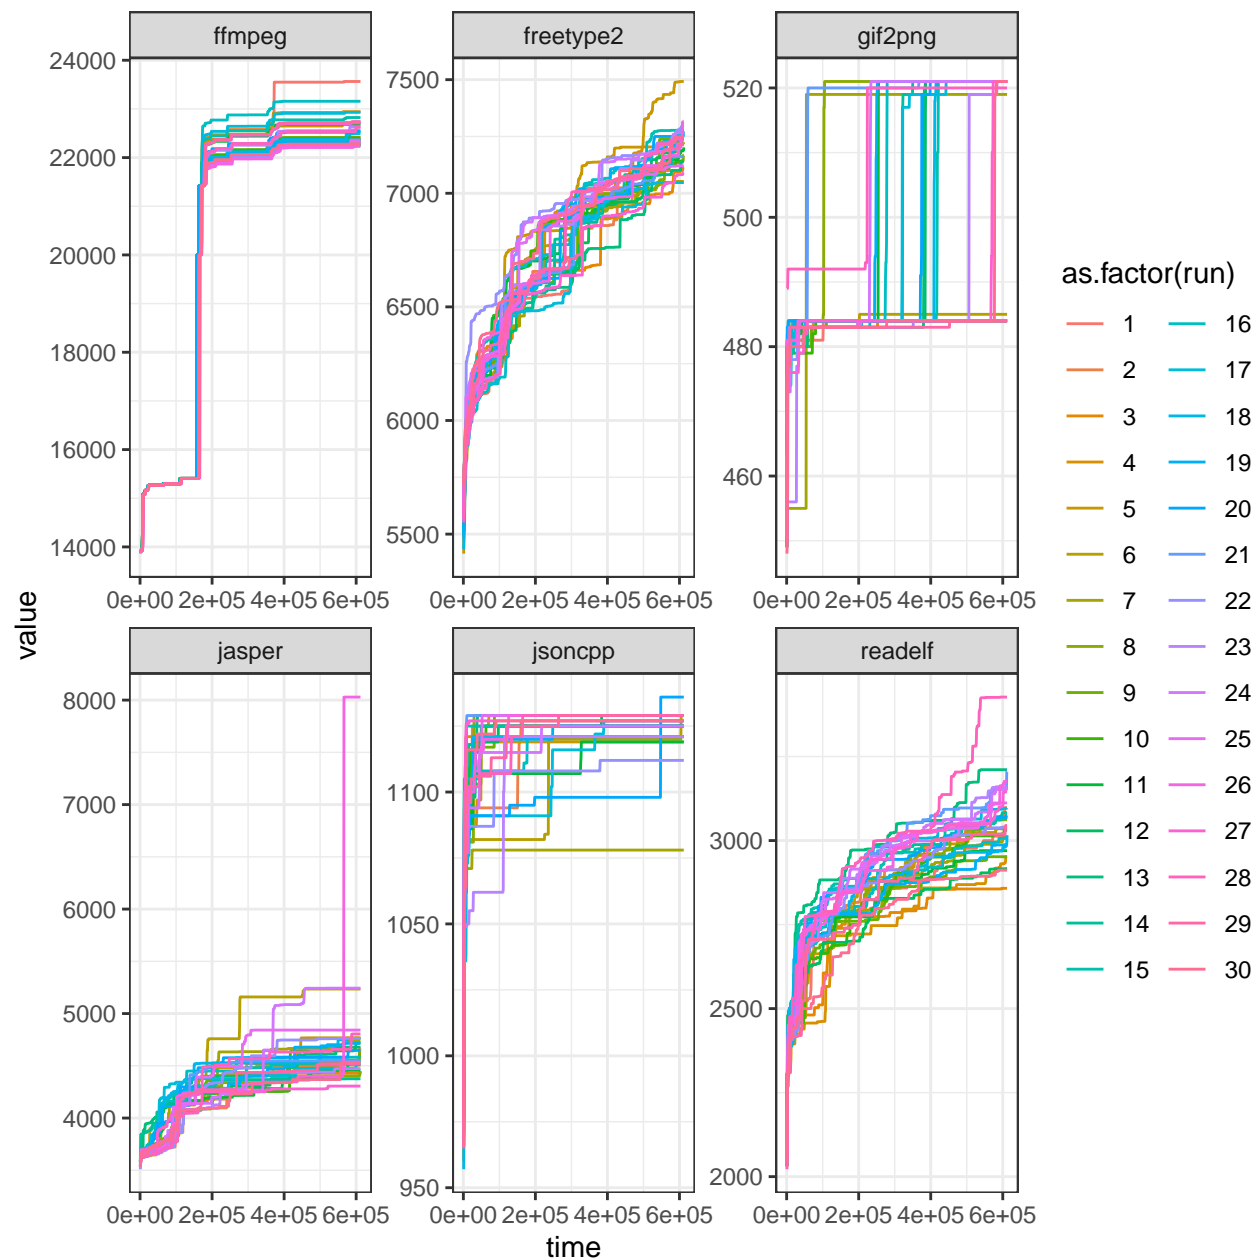 ffmpeg
freetype2
gif2png
24000
22000
20000
18000
16000
14000
0e+00 2e+05 4e+05 6e+05
7500
7000
6500
6000
5500
0e+00 2e+05 4e+05 6e+05
520
500
480
460
0e+00 2e+05 4e+05 6e+05
value
jasper
jsoncpp
readelf
8000
7000
6000
5000
4000
0e+00 2e+05 4e+05 6e+05
1100
1050
1000
950
0e+00 2e+05 4e+05 6e+05
3000
2500
2000
0e+00 2e+05 4e+05 6e+05
time
as.factor(run)
1 16
2 17
3 18
4 19
5 20
6 21
7 22
8 23
9 24
10 25
11 26
12 27
13 28
14 29
15 30